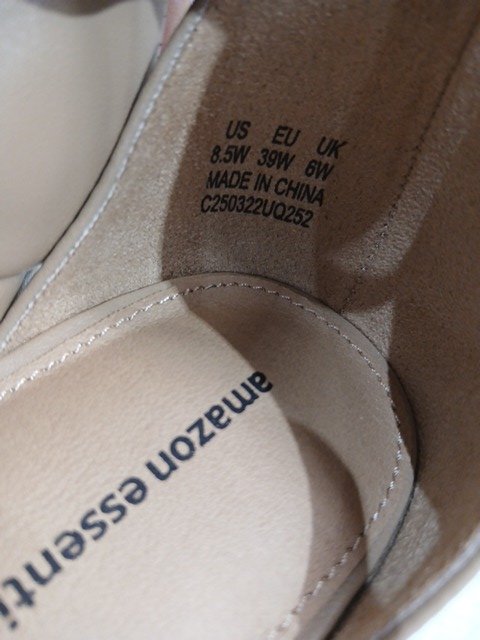 US EU UK
8.5W 39W 6W
MADE IN CHINA
C250322UQ252
amazon essenti